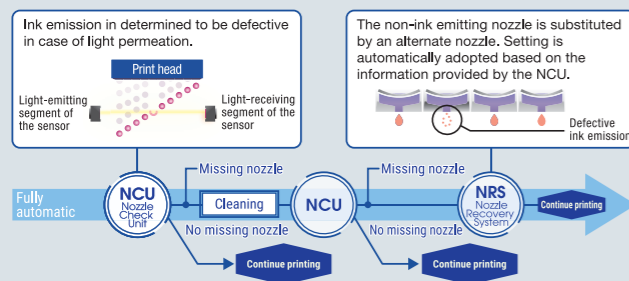 Ink emission in determined to be defective
in case of light permeation.
Print head
Light-emitting
segment of
the sensor
Light-receiving
segment of the
sensor
The non-ink emitting nozzle is substituted
by an alternate nozzle. Setting is
automatically adopted based on the
information provided by the NCU.
Defective
ink emission
Fully
automatic
NCU
Nozzle
Check
Unit
Missing nozzle
Cleaning
No missing nozzle
Continue printing
NCU
Missing nozzle
No missing nozzle
Continue printing
NRS
Nozzle
Recovery
System
Continue printing